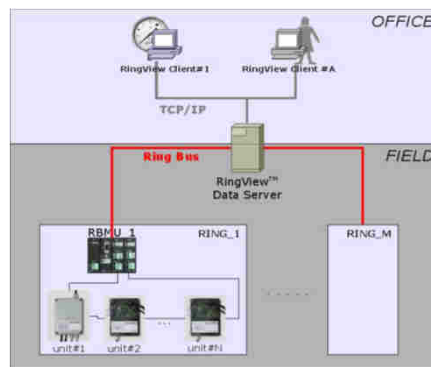 OFFICE
RingView Client#1
RingView Client #A
TCP/IP
Ring Bus
FIELD
RingView™
Data Server
RBMU_1
RING_1
RING_M
unit#1
unit#2
...
unit#N